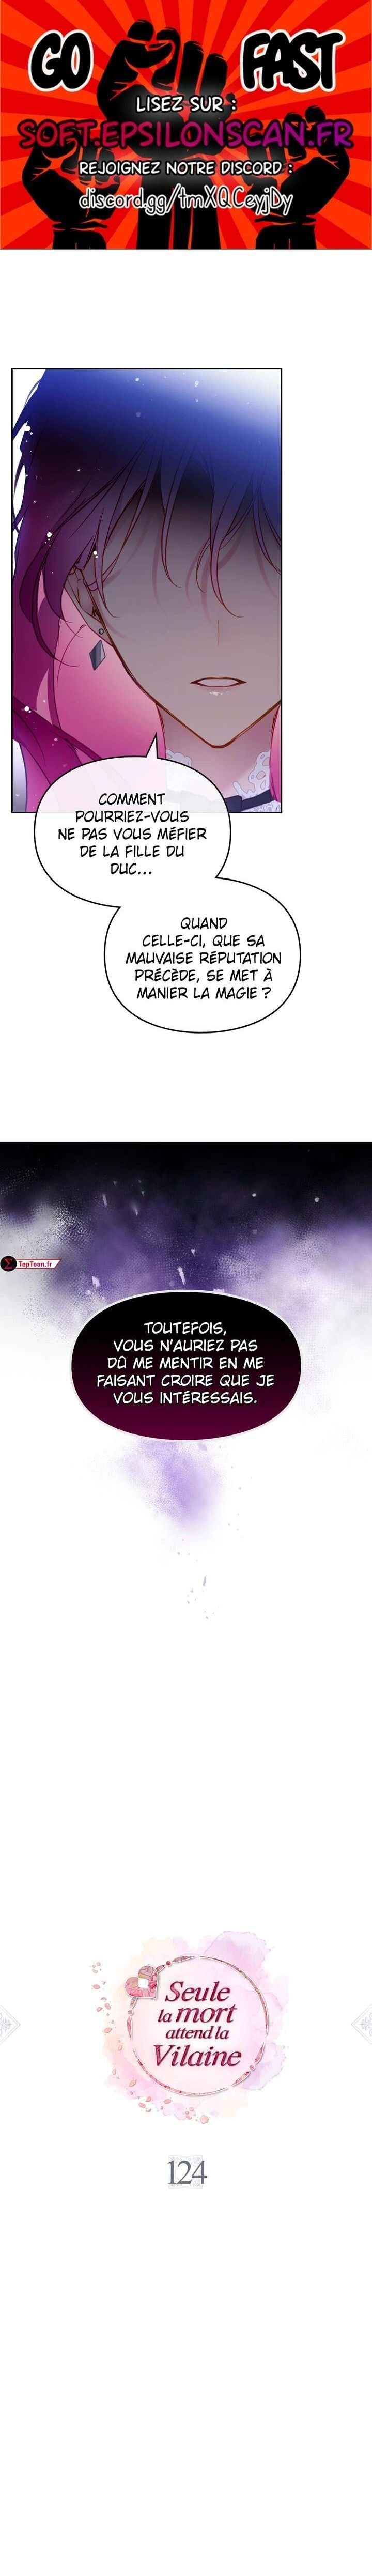 GO FAST
LISEZ SUR :
SOFT.EPSILONSCAN.FR
REJOIGNEZ NOTRE DISCORD :
discord.gg/tmXQCeyjDy
COMMENT
POURRIEZ-VOUS
NE PAS VOUS MÉFIER
DE LA FILLE DU
DUC...
QUAND
CELLE-CI, QUE SA
MAUVAISE RÉPUTATION
PRÉCÈDE, SE MET À
MANIER LA MAGIE ?
TopToon.fr
TOUTEFOIS,
VOUS N'AURIEZ PAS
DÛ ME MENTIR EN ME
FAISANT CROIRE QUE JE
VOUS INTÉRESSAIS.
Seule
la mort
attend la
Vilaine
124